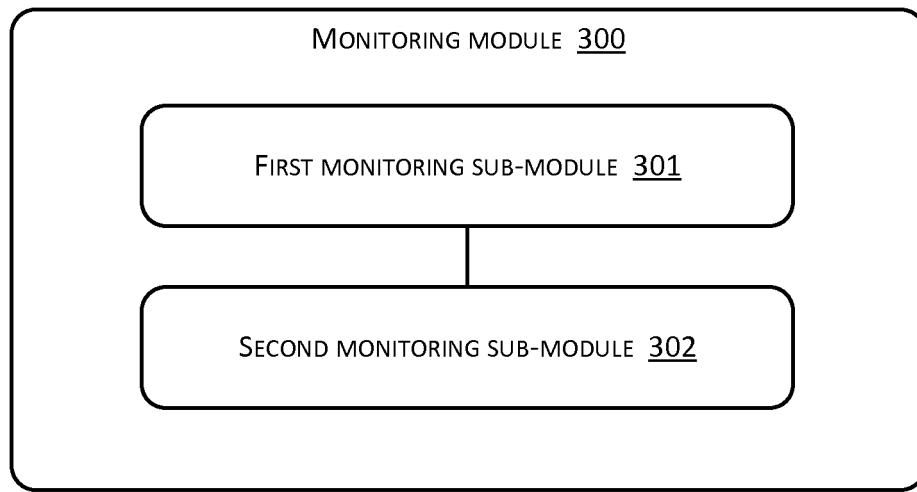 Monitoring module 300
First monitoring sub-module 301
Second monitoring sub-module 302